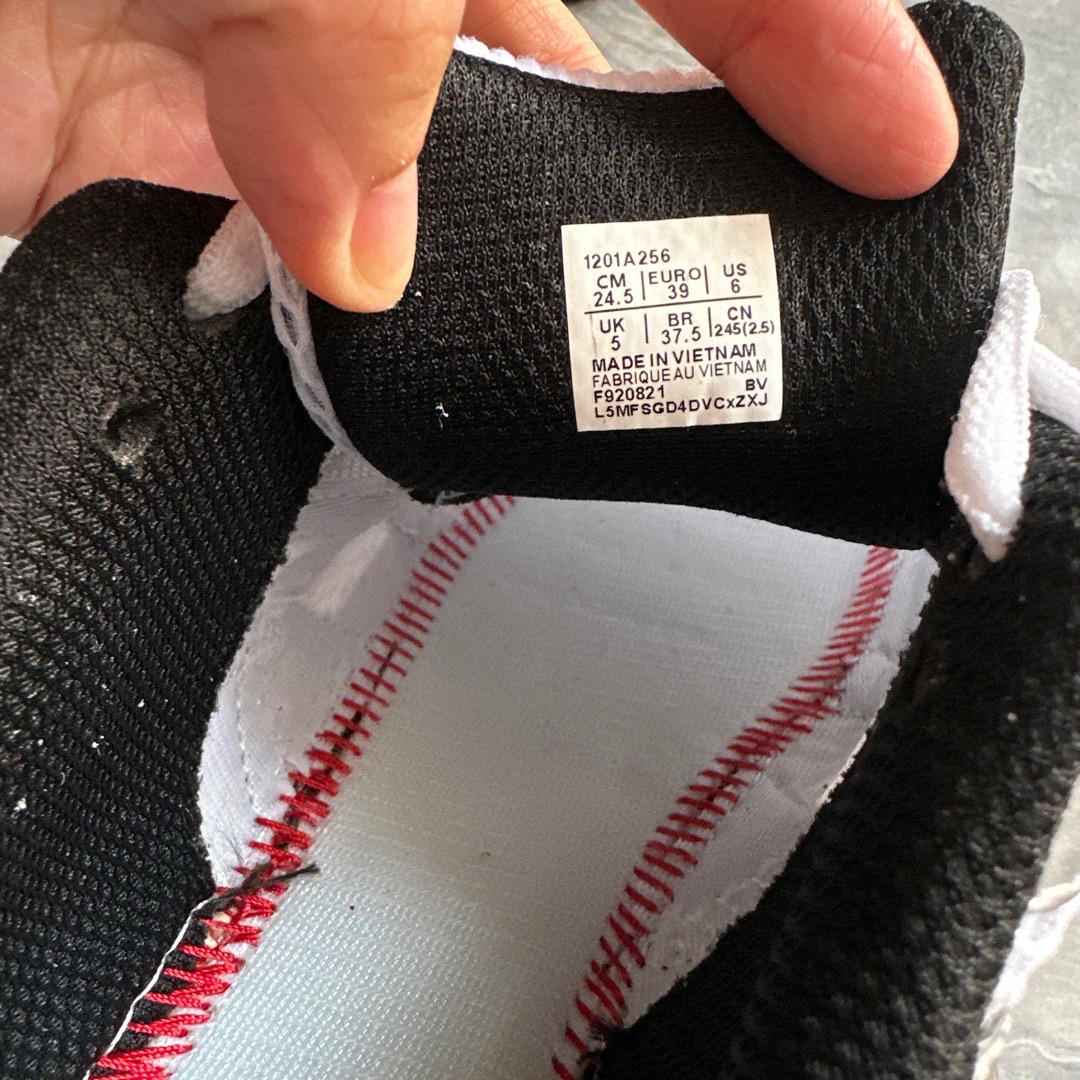 1201A256
CM | EURO | US
24.5 | 39 | 6
UK | BR | CN
5 | 37.5 | 245(2.5)
MADE IN VIETNAM
FABRIQUE AU VIETNAM
F920821 BV
L5MFSGD4DVCxZXJ